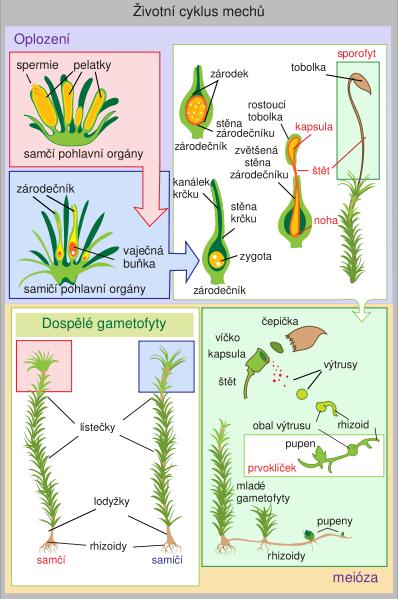 Životní cyklus mechů
Oplození
spermie
pelatky
samčí pohlavní orgány
zárodečník
vaječná
buňka
samičí pohlavní orgány
zárodek
stěna
zárodečníku
zárodečník
rostoucí
tobolka
kapsula
zvětšená
stěna
zárodečníku
štět
noha
kanálek
krčku
stěna
krčku
zygota
zárodečník
sporofyt
tobolka
Dospělé gametofyty
lístečky
lodyžky
rhizoidy
samčí
samičí
čepička
víčko
kapsula
štět
výtrusy
obal výtrusu
rhizoid
pupen
prvoklíček
mladé
gametofyty
pupeny
rhizoidy
meióza